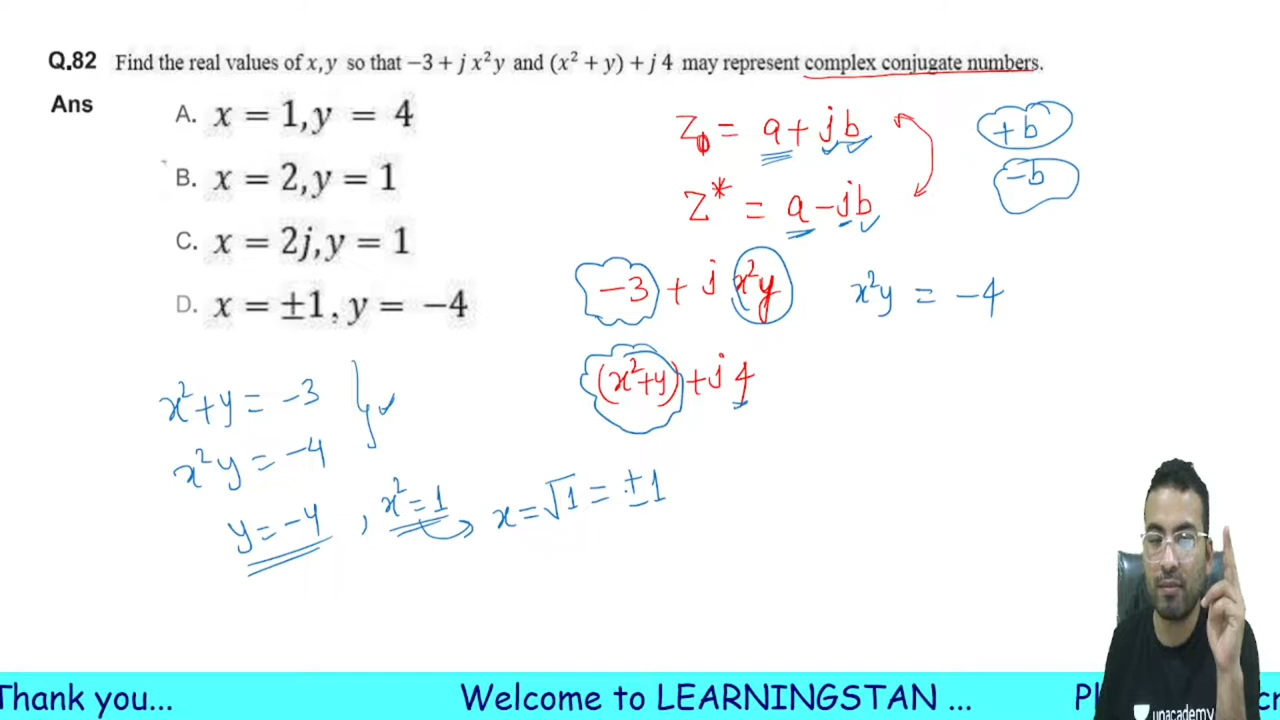 Q.82 Find the real values of x, y so that −3 + j x²y and (x² + y) + j 4 may represent complex conjugate numbers.
Ans
A. x = 1, y = 4
B. x = 2, y = 1
C. x = 2j, y = 1
D. x = ±1, y = −4
Z = a + jb
+b
Z* = a − jb
−b
−3 + j x²y
x²y = −4
(x²+y) + j 4
x²+y = −3
x²y = −4
y = −4 , x² = 1
x = √1 = ±1
unacademy
Thank you... Welcome to LEARNINGSTAN ...